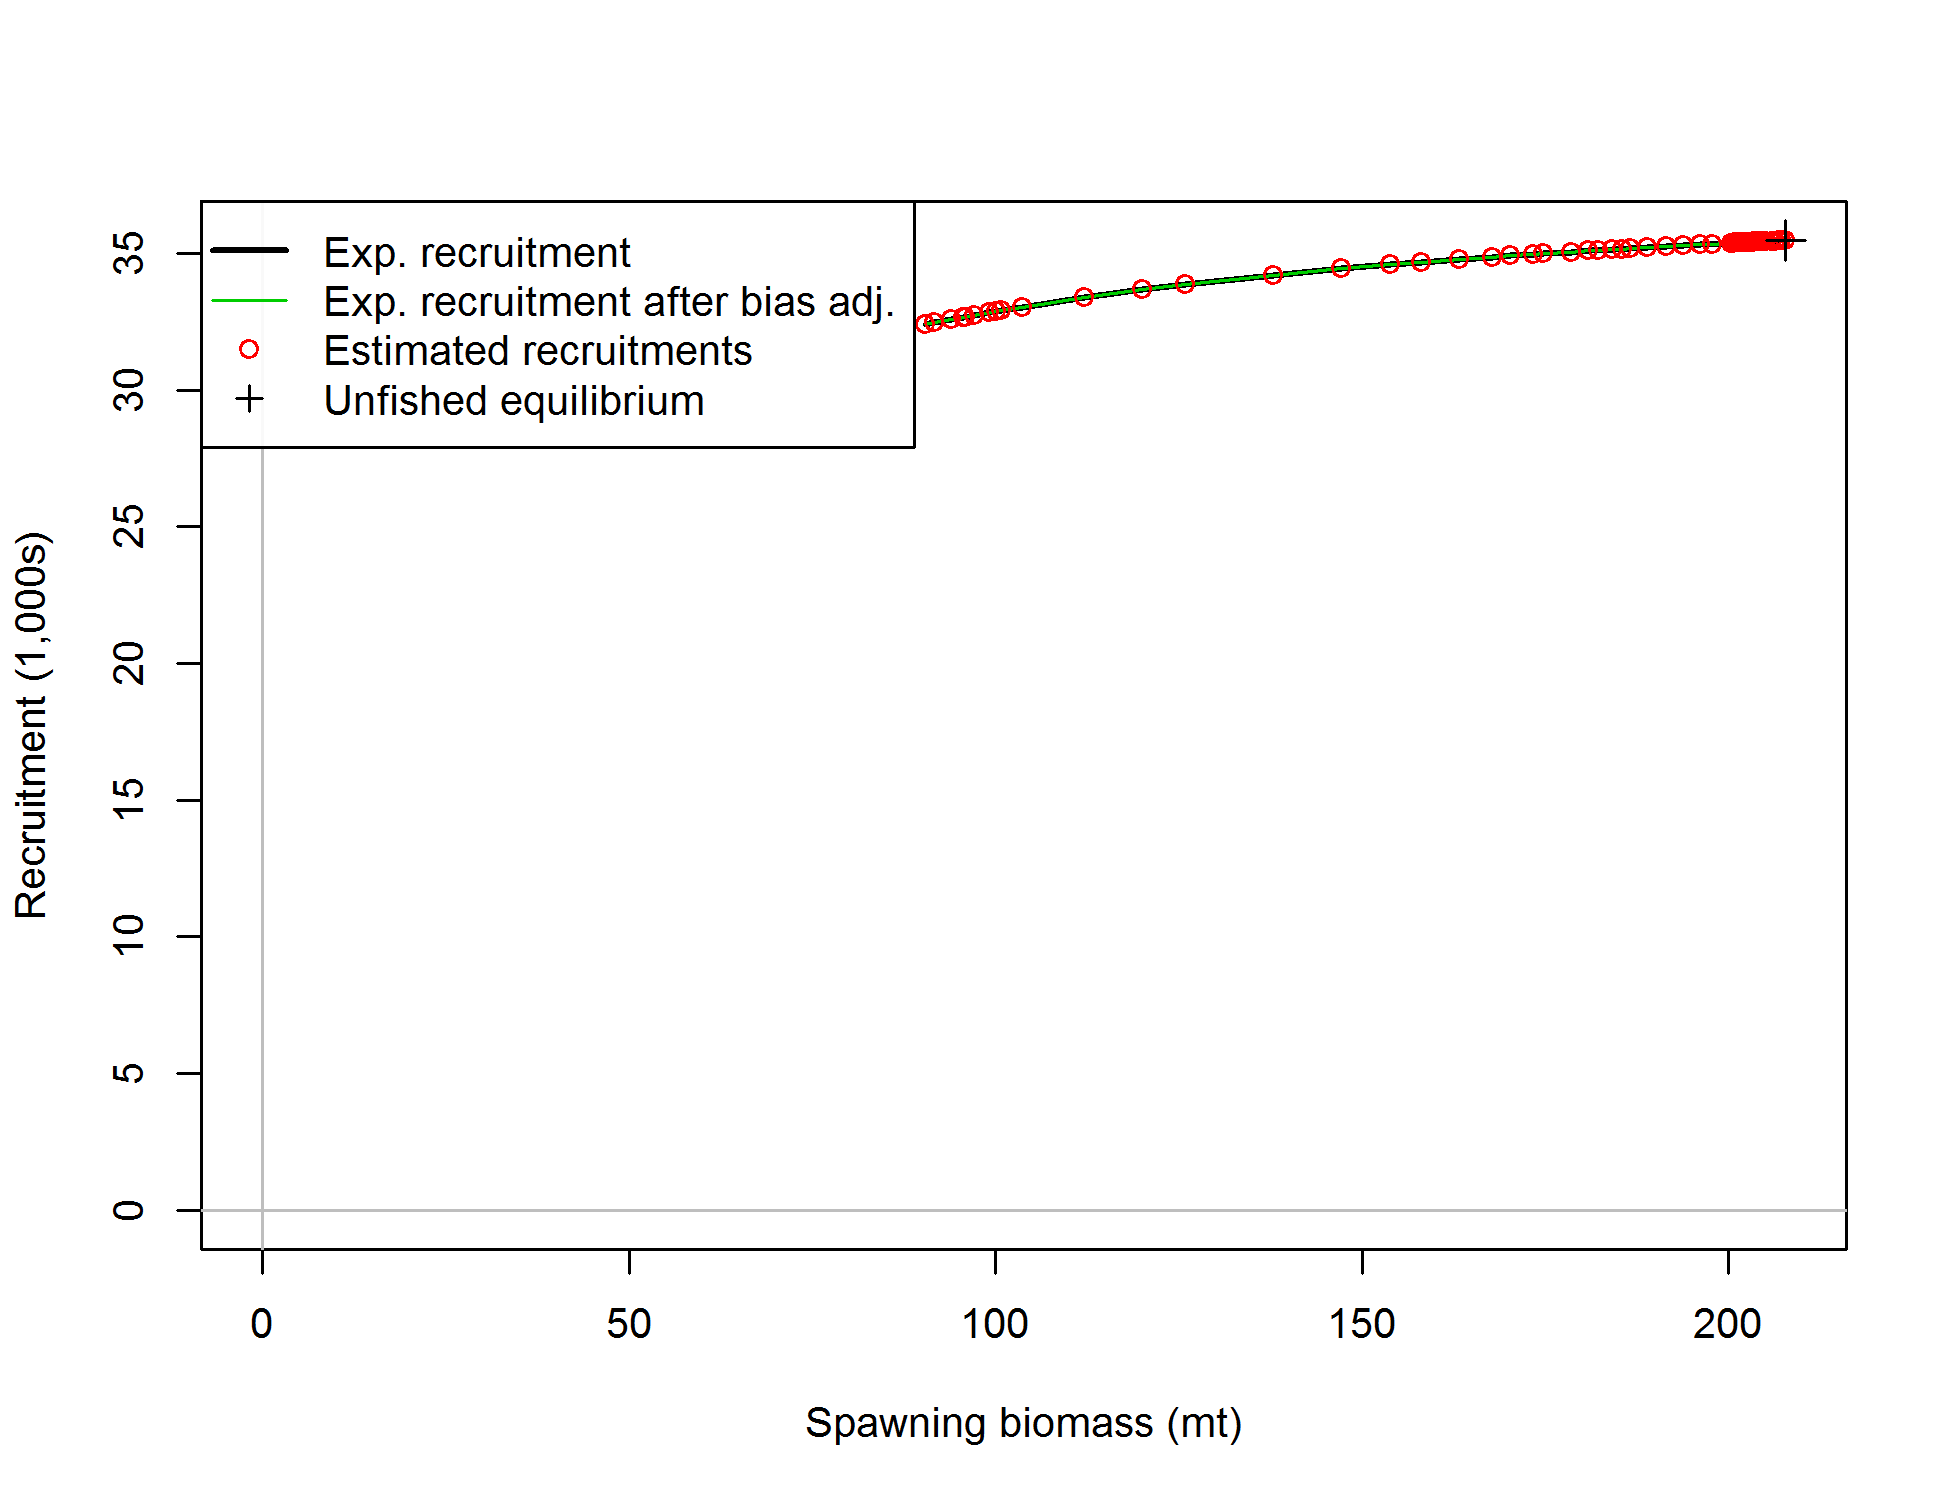 Exp. recruitment
Exp. recruitment after bias adj.
Estimated recruitments
Unfished equilibrium
Recruitment (1,000s)
35
30
25
20
15
10
5
0
0 50 100 150 200
Spawning biomass (mt)